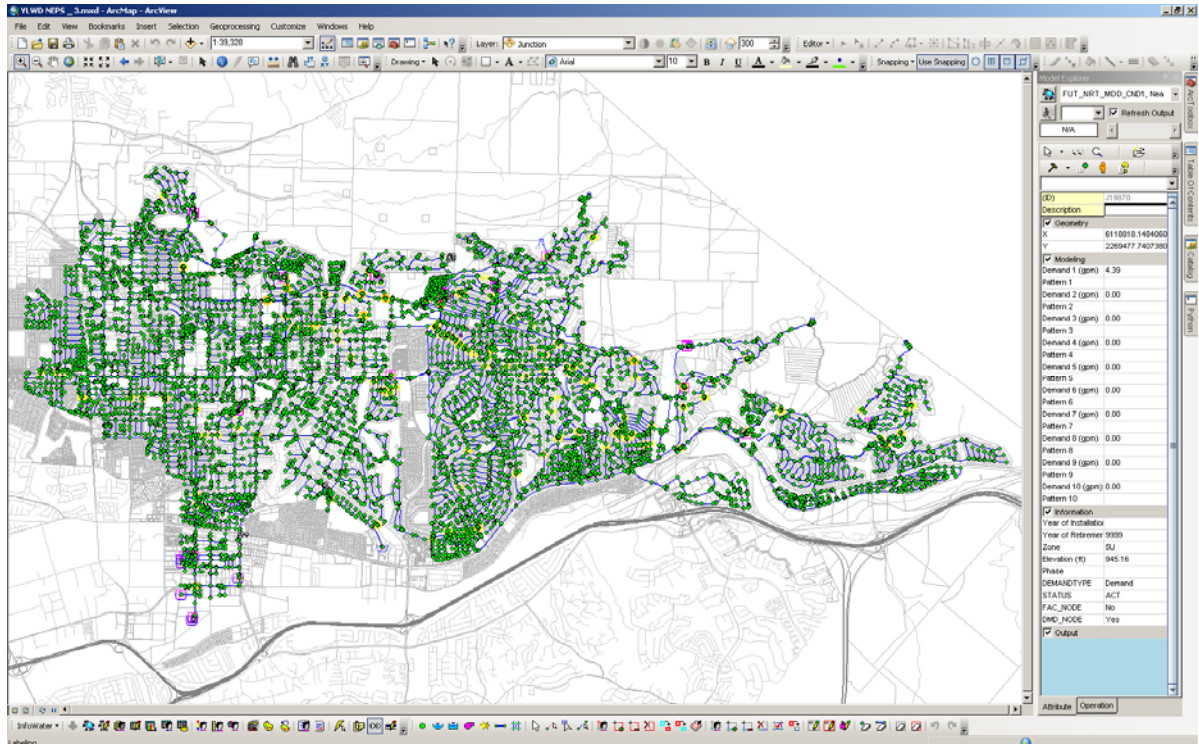 YLWD NEPS _ 3.mxd - ArcMap - ArcView
File Edit View Bookmarks Insert Selection Geoprocessing Customize Windows Help
1:39,320
Layer: Junction
300
Editor
Drawing
Arial
10
B I U A
Snapping Use Snapping
Model Explorer
FUT_NRT_MDD_CND1, Nea
Refresh Output
N/A
(ID) J19870
Description
Geometry
X 6110010.1404060
Y 2269477.7407380
Modeling
Demand 1 (gpm) 4.39
Pattern 1
Demand 2 (gpm) 0.00
Pattern 2
Demand 3 (gpm) 0.00
Pattern 3
Demand 4 (gpm) 0.00
Pattern 4
Demand 5 (gpm) 0.00
Pattern 5
Demand 6 (gpm) 0.00
Pattern 6
Demand 7 (gpm) 0.00
Pattern 7
Demand 8 (gpm) 0.00
Pattern 8
Demand 9 (gpm) 0.00
Pattern 9
Demand 10 (gpm) 0.00
Pattern 10
Information
Year of Installatio
Year of Retiremer 9999
Zone SU
Elevation (ft) 945.16
Phase
DEMANDTYPE Demand
STATUS ACT
FAC_NODE No
DMD_NODE Yes
Output
Attribute Operation
ArcToolbox
Table Of Contents
Catalog
Python
InfoWater
Labeling...